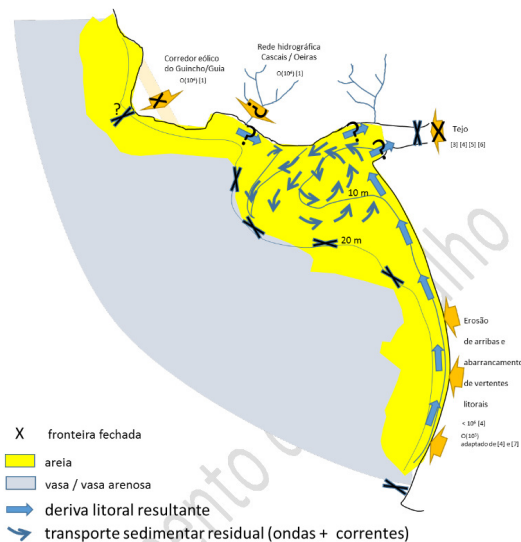 Corredor eólico
do Guincho/Guia
O(10⁴) [1]
Rede hidrográfica
Cascais / Oeiras
O(10⁴) [1]
?
?
?
?
?
Tejo
[3] [4] [5] [6]
10 m
20 m
Erosão
de arribas e
abarrancamento
de vertentes
litorais
< 10⁶ [4]
O(10⁵)
adaptado de [4] e [7]
X fronteira fechada
areia
vasa / vasa arenosa
deriva litoral resultante
transporte sedimentar residual (ondas + correntes)